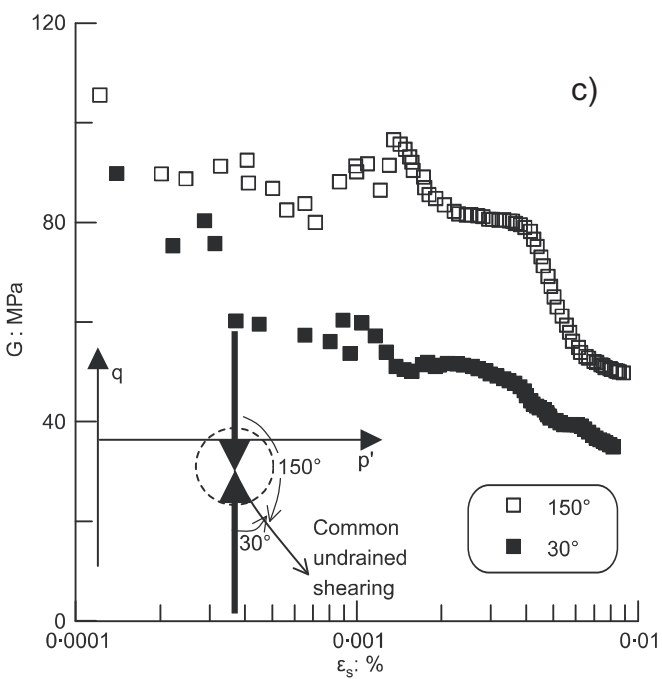 120
c)
80
G : MPa
q
40
p'
150°
30°
Common
undrained
shearing
150°
30°
0
0·0001
0·001
0·01
εs: %